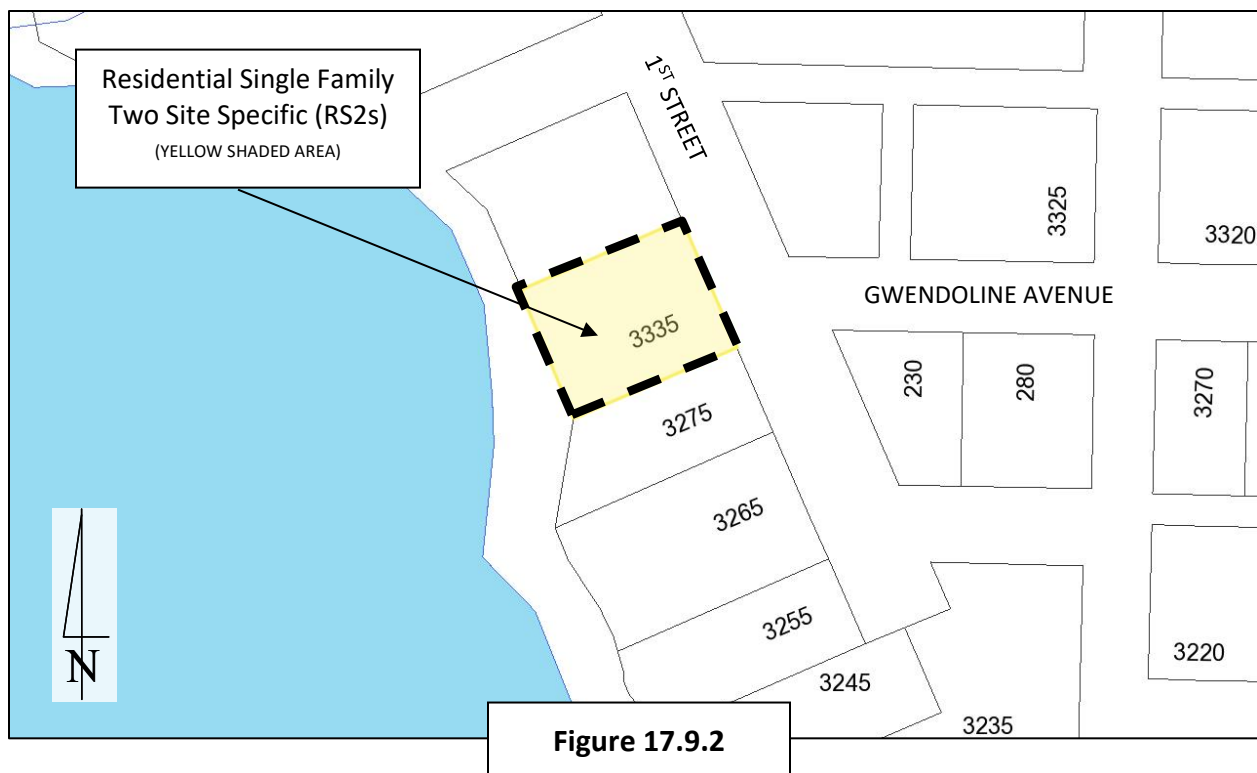 Residential Single Family
Two Site Specific (RS2s)
(YELLOW SHADED AREA)
1ST STREET
3325
3320
GWENDOLINE AVENUE
3335
230
280
3270
3275
3265
3255
3245
3235
3220
N
Figure 17.9.2